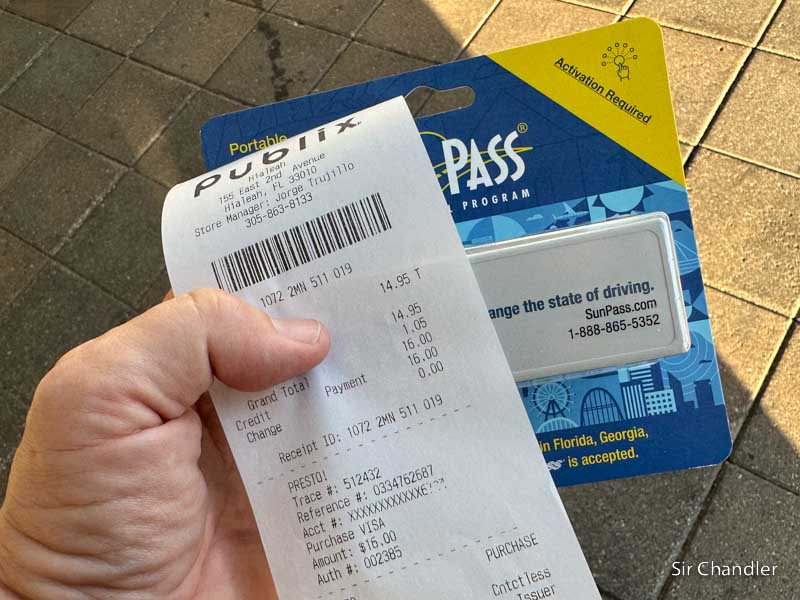 publix.
Hialeah
155 East 2nd Avenue
Hialeah, FL 33010
Store Manager: Jorge Trujillo
305-863-8133
1072 2MN 511 019
14.95 T
14.95
1.05
16.00
Grand Total
Credit Payment 16.00
Change 0.00
Receipt ID: 1072 2MN 511 019
PRESTO!
Trace #: 512432
Reference #: 0334762687
Acct #: XXXXXXXXXXXX
Purchase VISA
Amount: $16.00
Auth #: 002385
PURCHASE
Cntctless
Issuer
Portable
PASS®
PROGRAM
Activation Required
ange the state of driving.
SunPass.com
1-888-865-5352
in Florida, Georgia,
is accepted.
Sir Chandler